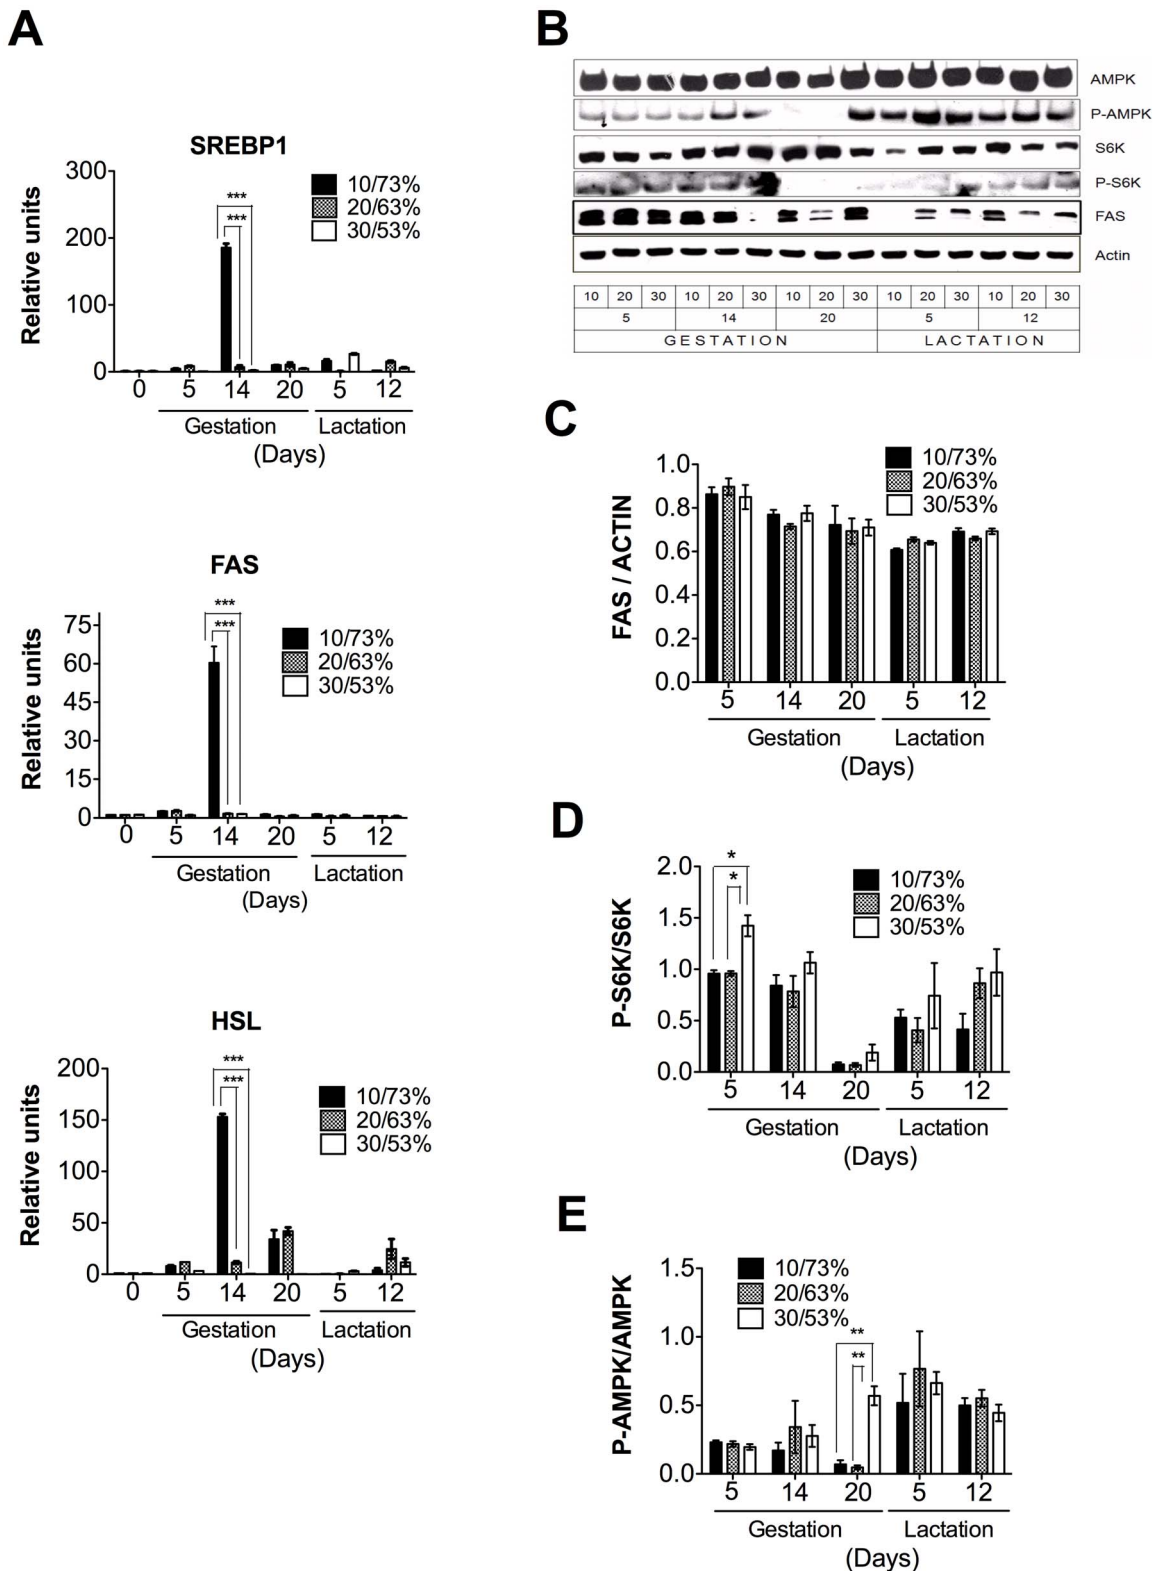 A
SREBP1
Relative units
300
200
100
0
***
***
10/73%
20/63%
30/53%
0 5 14 20 5 12
Gestation Lactation
(Days)
FAS
Relative units
75
60
45
30
15
0
***
***
10/73%
20/63%
30/53%
0 5 14 20 5 12
Gestation Lactation
(Days)
HSL
Relative units
200
150
100
50
0
***
***
10/73%
20/63%
30/53%
0 5 14 20 5 12
Gestation Lactation
(Days)
B
AMPK
P-AMPK
S6K
P-S6K
FAS
Actin
10 20 30 10 20 30 10 20 30 10 20 30 10 20 30
5 14 20 5 12
GESTATION LACTATION
C
FAS / ACTIN
1.0
0.8
0.6
0.4
0.2
0.0
10/73%
20/63%
30/53%
5 14 20 5 12
Gestation Lactation
(Days)
D
P-S6K/S6K
2.0
1.5
1.0
0.5
0.0
*
*
10/73%
20/63%
30/53%
5 14 20 5 12
Gestation Lactation
(Days)
E
P-AMPK/AMPK
1.5
1.0
0.5
0.0
10/73%
20/63%
30/53%
**
**
5 14 20 5 12
Gestation Lactation
(Days)